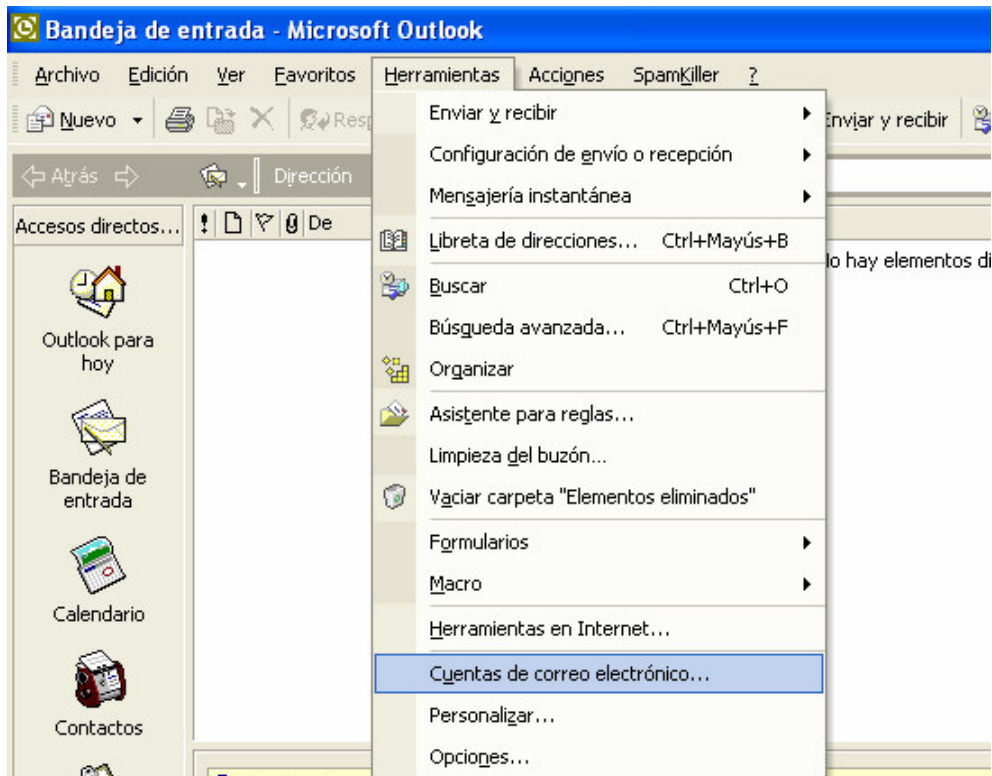 Bandeja de entrada - Microsoft Outlook
Archivo Edición Ver Favoritos Herramientas Acciones SpamKiller ?
Nuevo Resp Enviar y recibir
Atrás Dirección
Accesos directos... ! De
Enviar y recibir
Configuración de envío o recepción
Mensajería instantánea
Libreta de direcciones... Ctrl+Mayús+B
Buscar Ctrl+O
Búsqueda avanzada... Ctrl+Mayús+F
Organizar
Asistente para reglas...
Limpieza del buzón...
Vaciar carpeta "Elementos eliminados"
Formularios
Macro
Herramientas en Internet...
Cuentas de correo electrónico...
Personalizar...
Opciones...
lo hay elementos di
Outlook para
hoy
Bandeja de
entrada
Calendario
Contactos